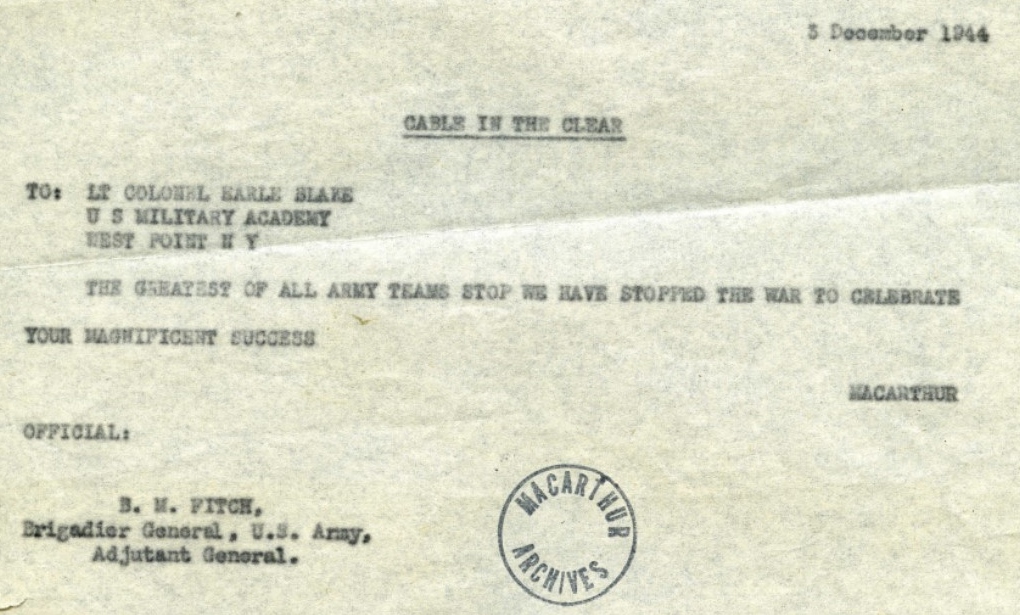 3 December 1944
CABLE IN THE CLEAR
TO: LT COLONEL EARLE BLAKE
U S MILITARY ACADEMY
WEST POINT N Y
THE GREATEST OF ALL ARMY TEAMS STOP WE HAVE STOPPED THE WAR TO CELEBRATE
YOUR MAGNIFICENT SUCCESS
MACARTHUR
OFFICIAL:
B. M. FITCH,
Brigadier General, U.S. Army,
Adjutant General.
MACARTHUR
ARCHIVES